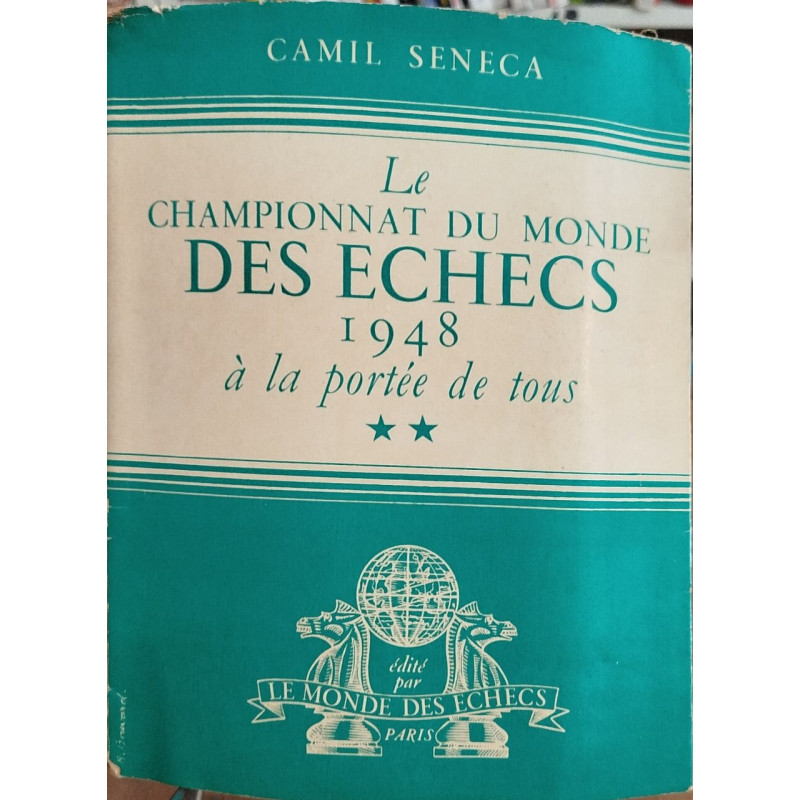 CAMIL SENECA
Le
CHAMPIONNAT DU MONDE
DES ECHECS
1948
à la portée de tous
édité
par
LE MONDE DES ECHECS
PARIS